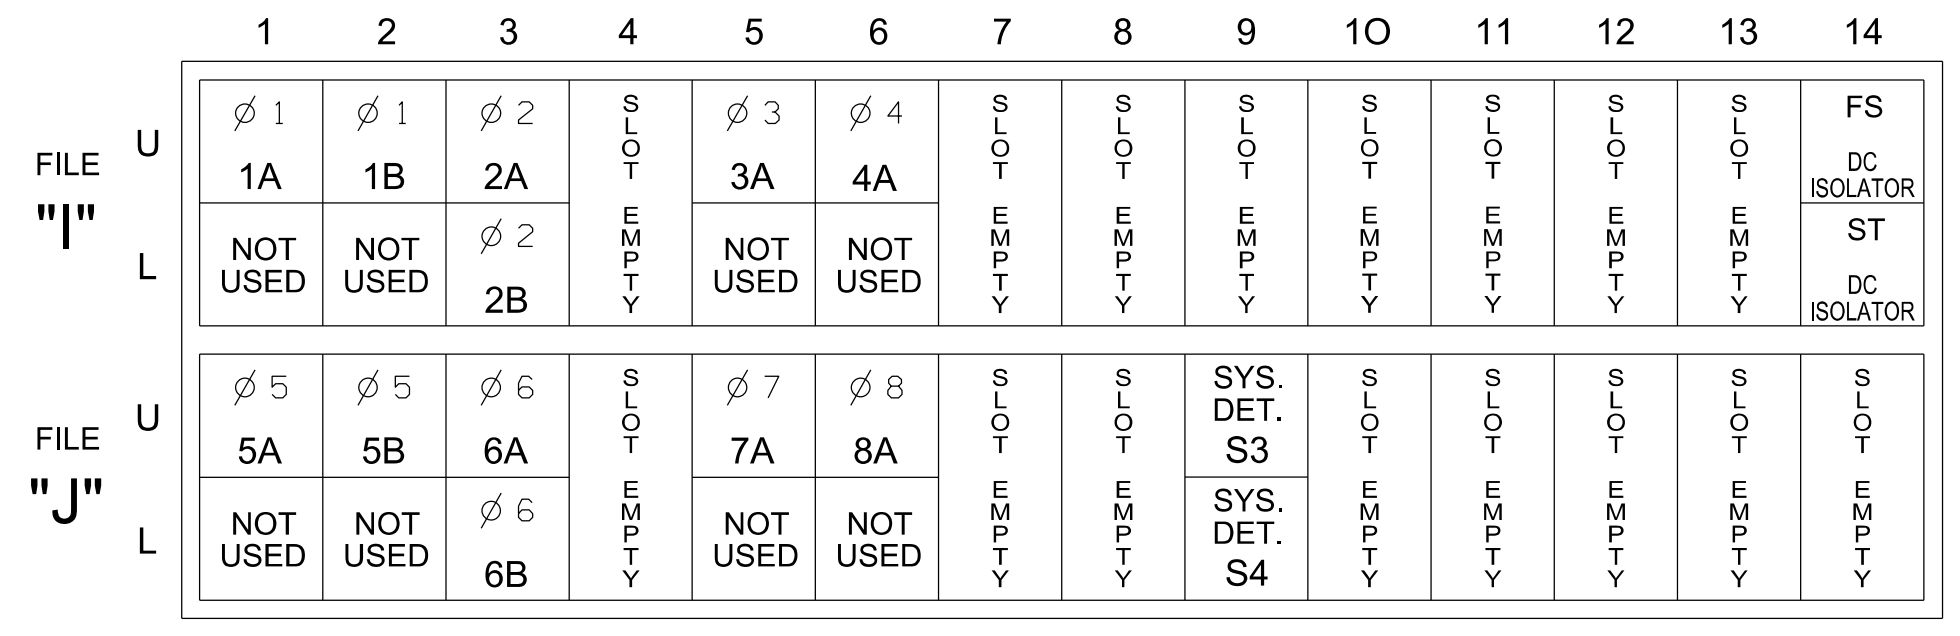 1 2 3 4 5 6 7 8 9 10 11 12 13 14
FILE
"I"
U
L
∅ 1
1A
NOT
USED
∅ 1
1B
NOT
USED
∅ 2
2A
∅ 2
2B
SLOT EMPTY
∅ 3
3A
NOT
USED
∅ 4
4A
NOT
USED
SLOT EMPTY
SLOT EMPTY
SLOT EMPTY
SLOT EMPTY
SLOT EMPTY
SLOT EMPTY
SLOT EMPTY
FS
DC
ISOLATOR
ST
DC
ISOLATOR
FILE
"J"
U
L
∅ 5
5A
NOT
USED
∅ 5
5B
NOT
USED
∅ 6
6A
∅ 6
6B
SLOT EMPTY
∅ 7
7A
NOT
USED
∅ 8
8A
NOT
USED
SLOT EMPTY
SLOT EMPTY
SYS.
DET.
S3
SYS.
DET.
S4
SLOT EMPTY
SLOT EMPTY
SLOT EMPTY
SLOT EMPTY
SLOT EMPTY